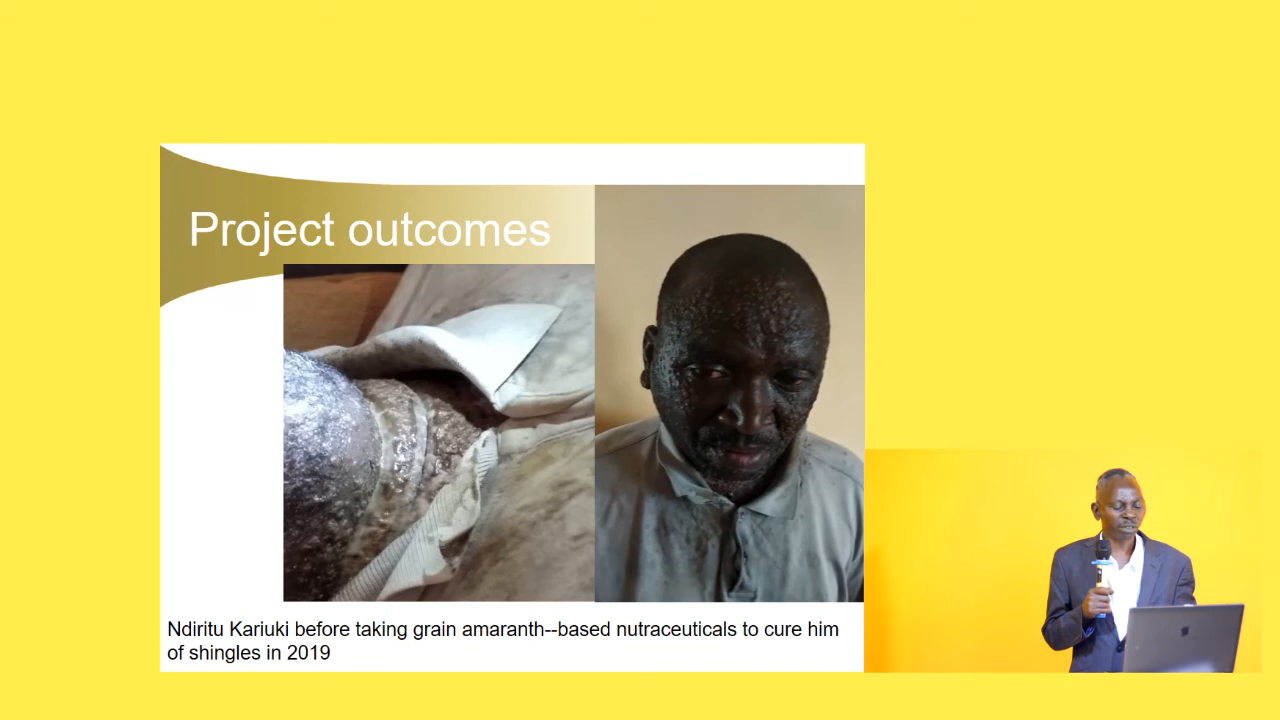 Project outcomes
Ndiritu Kariuki before taking grain amaranth--based nutraceuticals to cure him
of shingles in 2019